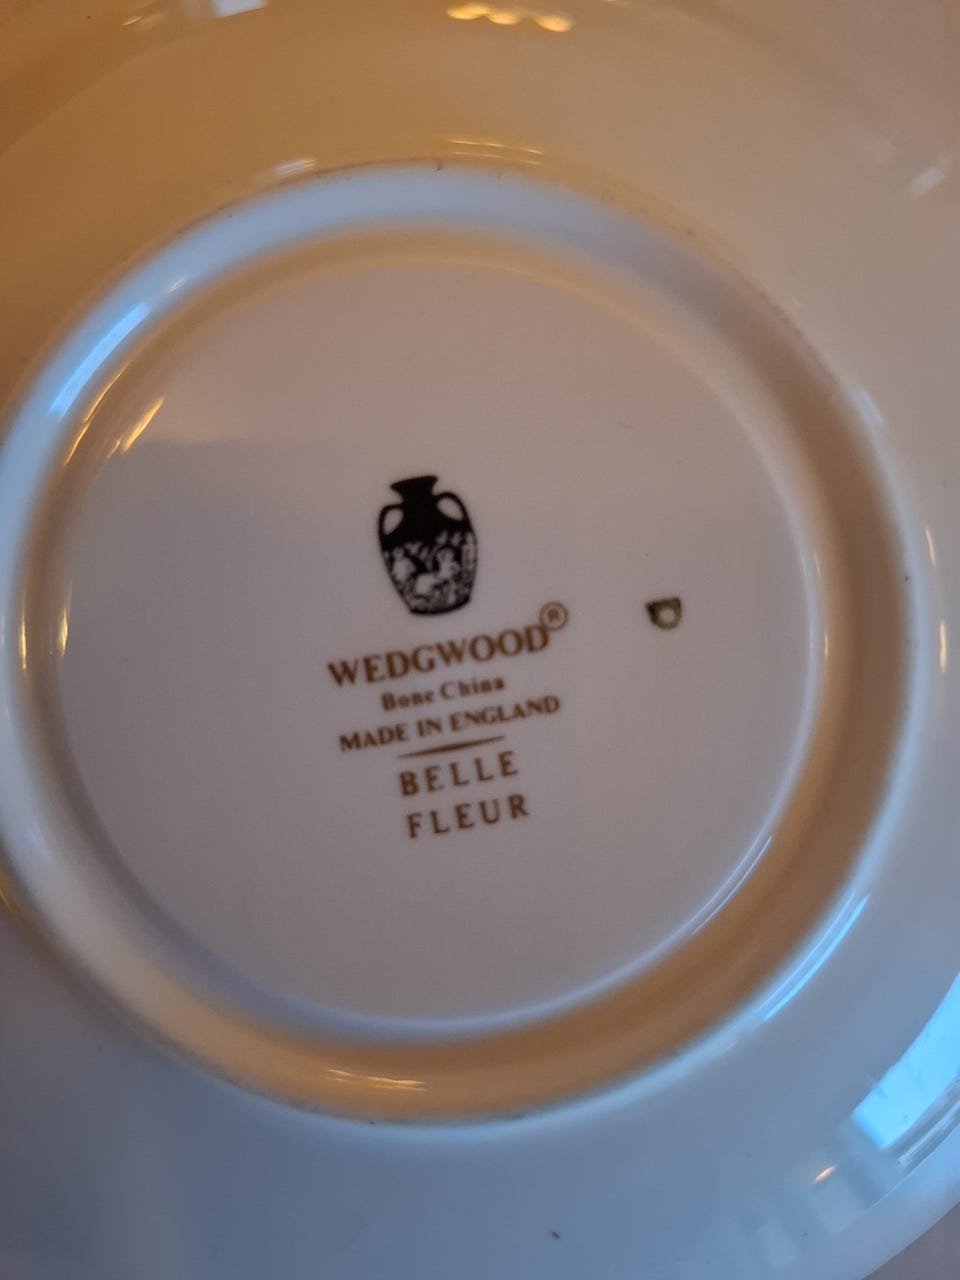 WEDGWOOD®
Bone China
MADE IN ENGLAND
BELLE
FLEUR